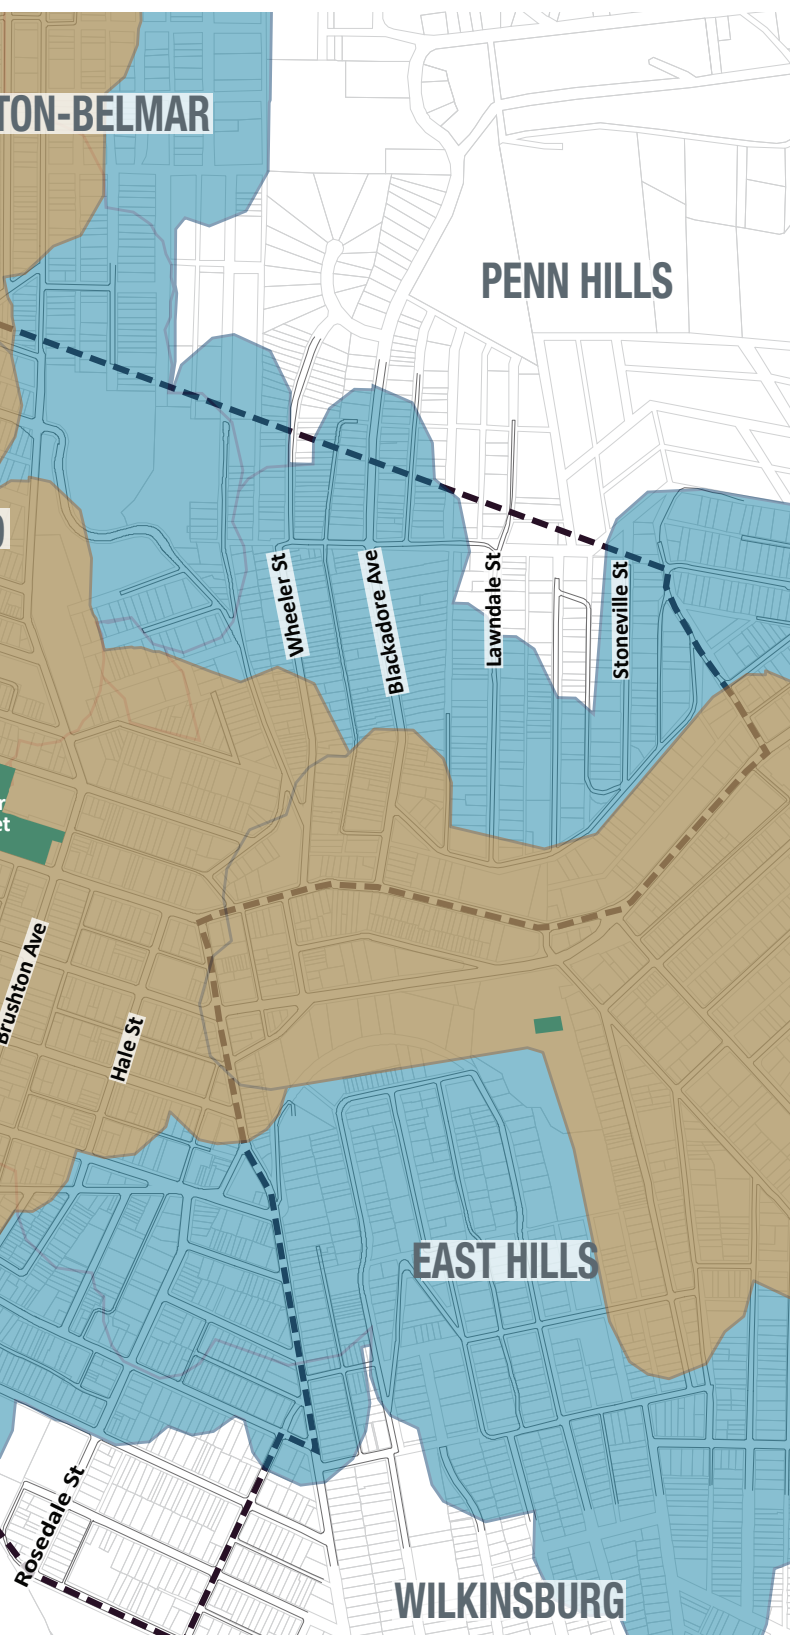 TON-BELMAR
PENN HILLS
Wheeler St
Blackadore Ave
Lawndale St
Stoneville St
r
et
Brushton Ave
Hale St
EAST HILLS
Rosedale St
WILKINSBURG